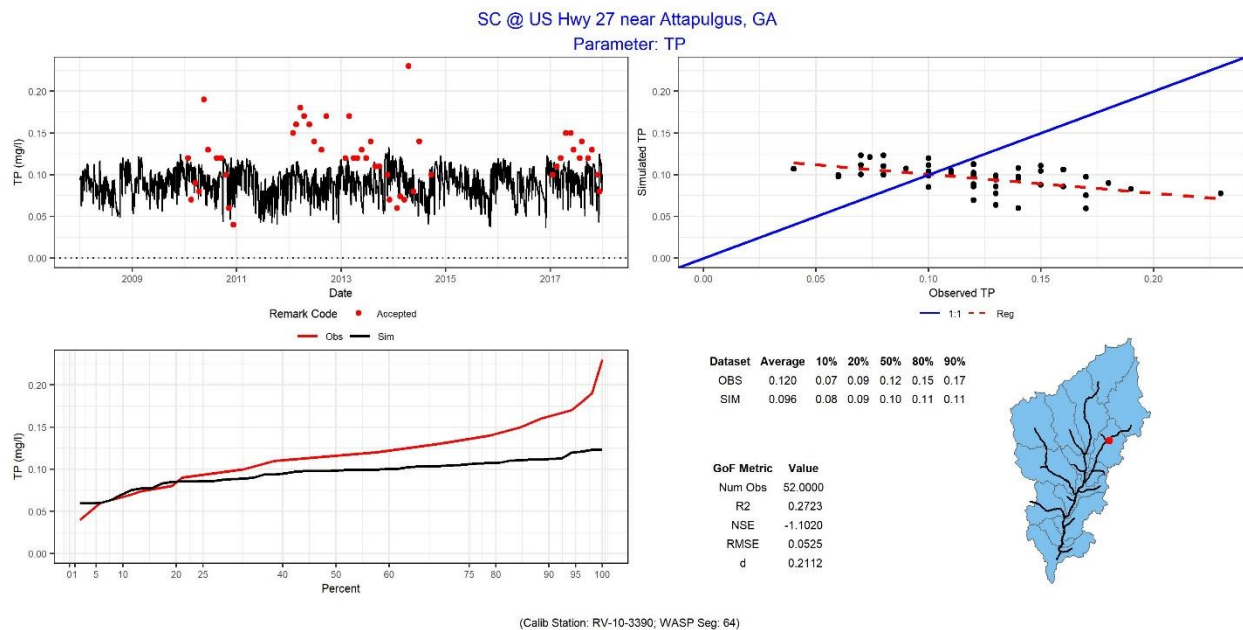 SC @ US Hwy 27 near Attapulgus, GA
Parameter: TP
TP (mg/l)
0.20
0.15
0.10
0.05
0.00
2009 2011 2013 2015 2017
Date
Remark Code Accepted
Simulated TP
0.20
0.15
0.10
0.05
0.00
0.00 0.05 0.10 0.15 0.20
Observed TP
1:1 Reg
Obs Sim
TP (mg/l)
0.20
0.15
0.10
0.05
0.00
01 5 10 20 25 40 60 75 80 90 95 100
Percent
Dataset Average 10% 20% 50% 80% 90%
OBS 0.120 0.07 0.09 0.12 0.15 0.17
SIM 0.096 0.08 0.09 0.10 0.11 0.11
GoF Metric Value
Num Obs 52.0000
R2 0.2723
NSE -1.1020
RMSE 0.0525
d 0.2112
(Calib Station: RV-10-3390; WASP Seg: 64)